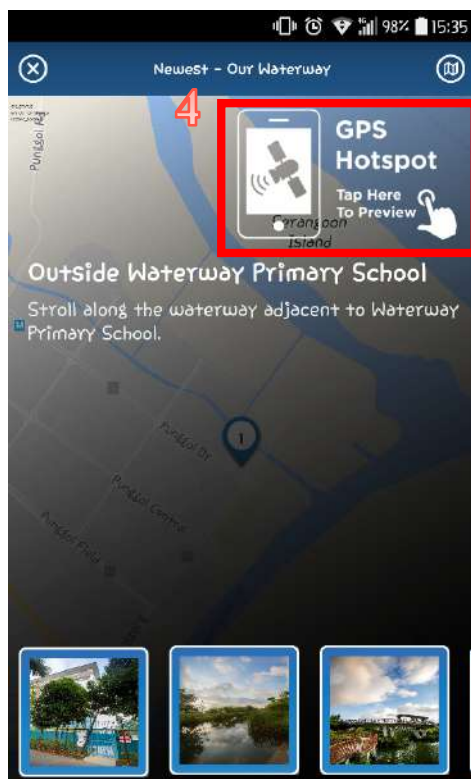 98% 15:35
Newest - Our Waterway
4
GPS
Hotspot
Tap Here
To Preview
Serangoon
Island
Punggol Rd
Outside Waterway Primary School
Stroll along the waterway adjacent to Waterway
Primary School.
1
Punggol Dr
Punggol Central
Punggol Field